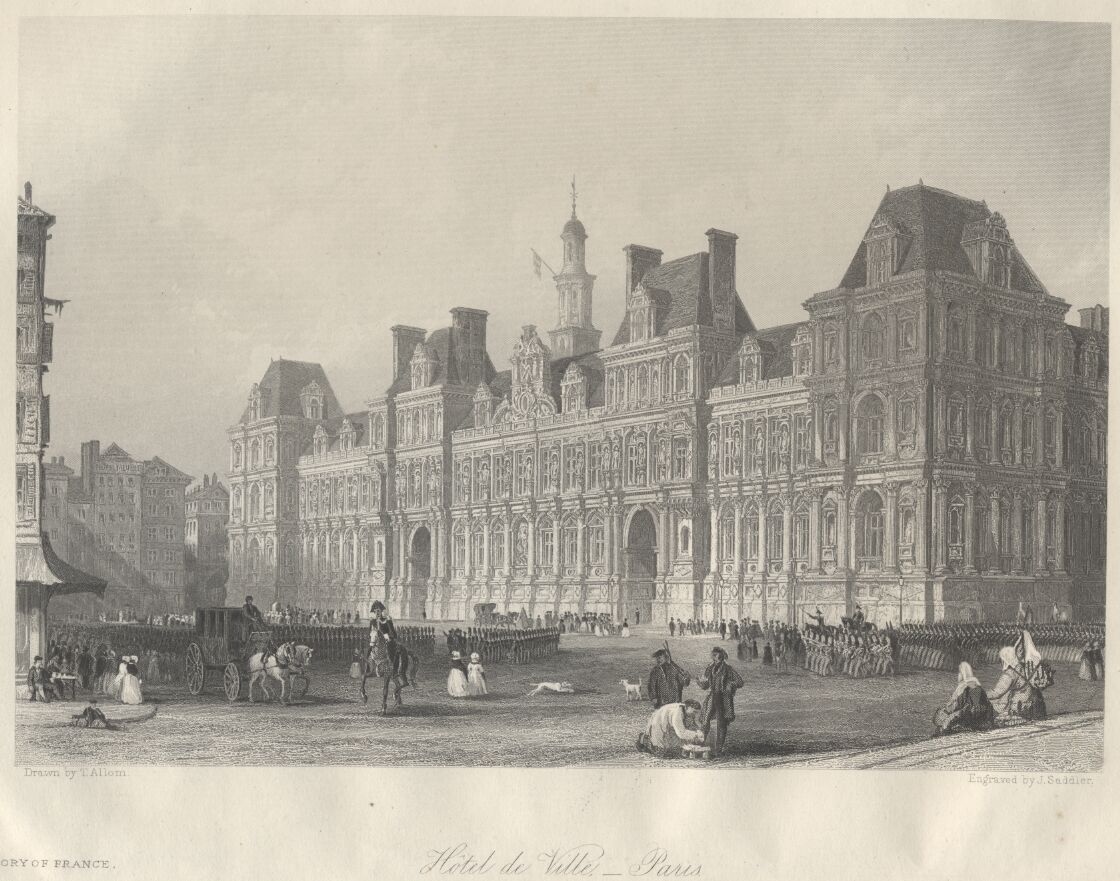 Drawn by T. Allom.
Engraved by J. Saddler.
ORY OF FRANCE.
Hôtel de Ville _ Paris